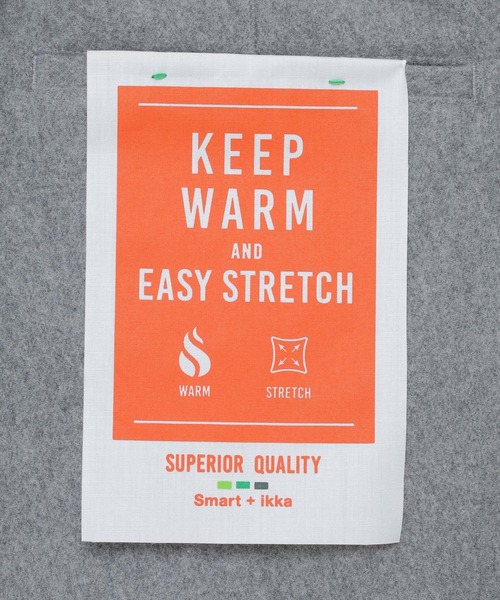 KEEP
WARM
AND
EASY STRETCH
WARM STRETCH
SUPERIOR QUALITY
Smart + ikka